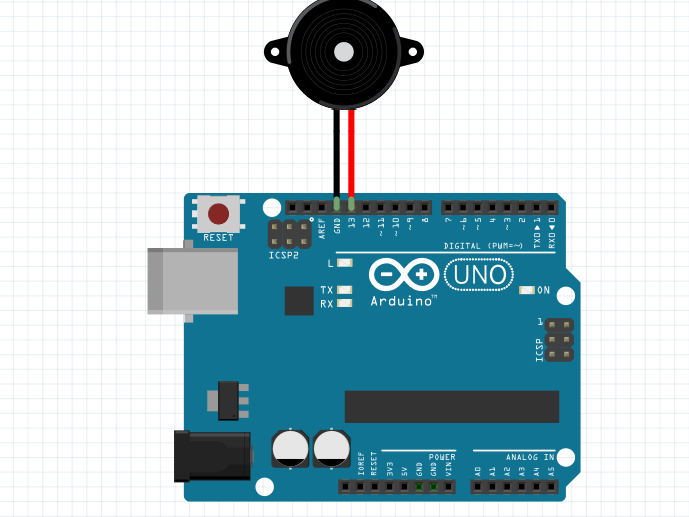 RESET
ICSP2
AREF
GND
13
12
~11
~10
~9
8
7
~6
~5
4
~3
2
TXD▶1
RXD◀0
DIGITAL (PWM=~)
L
TX
RX
UNO
Arduino™
ON
1
ICSP
POWER
ANALOG IN
IOREF
RESET
3V3
5V
GND
GND
VIN
A0
A1
A2
A3
A4
A5